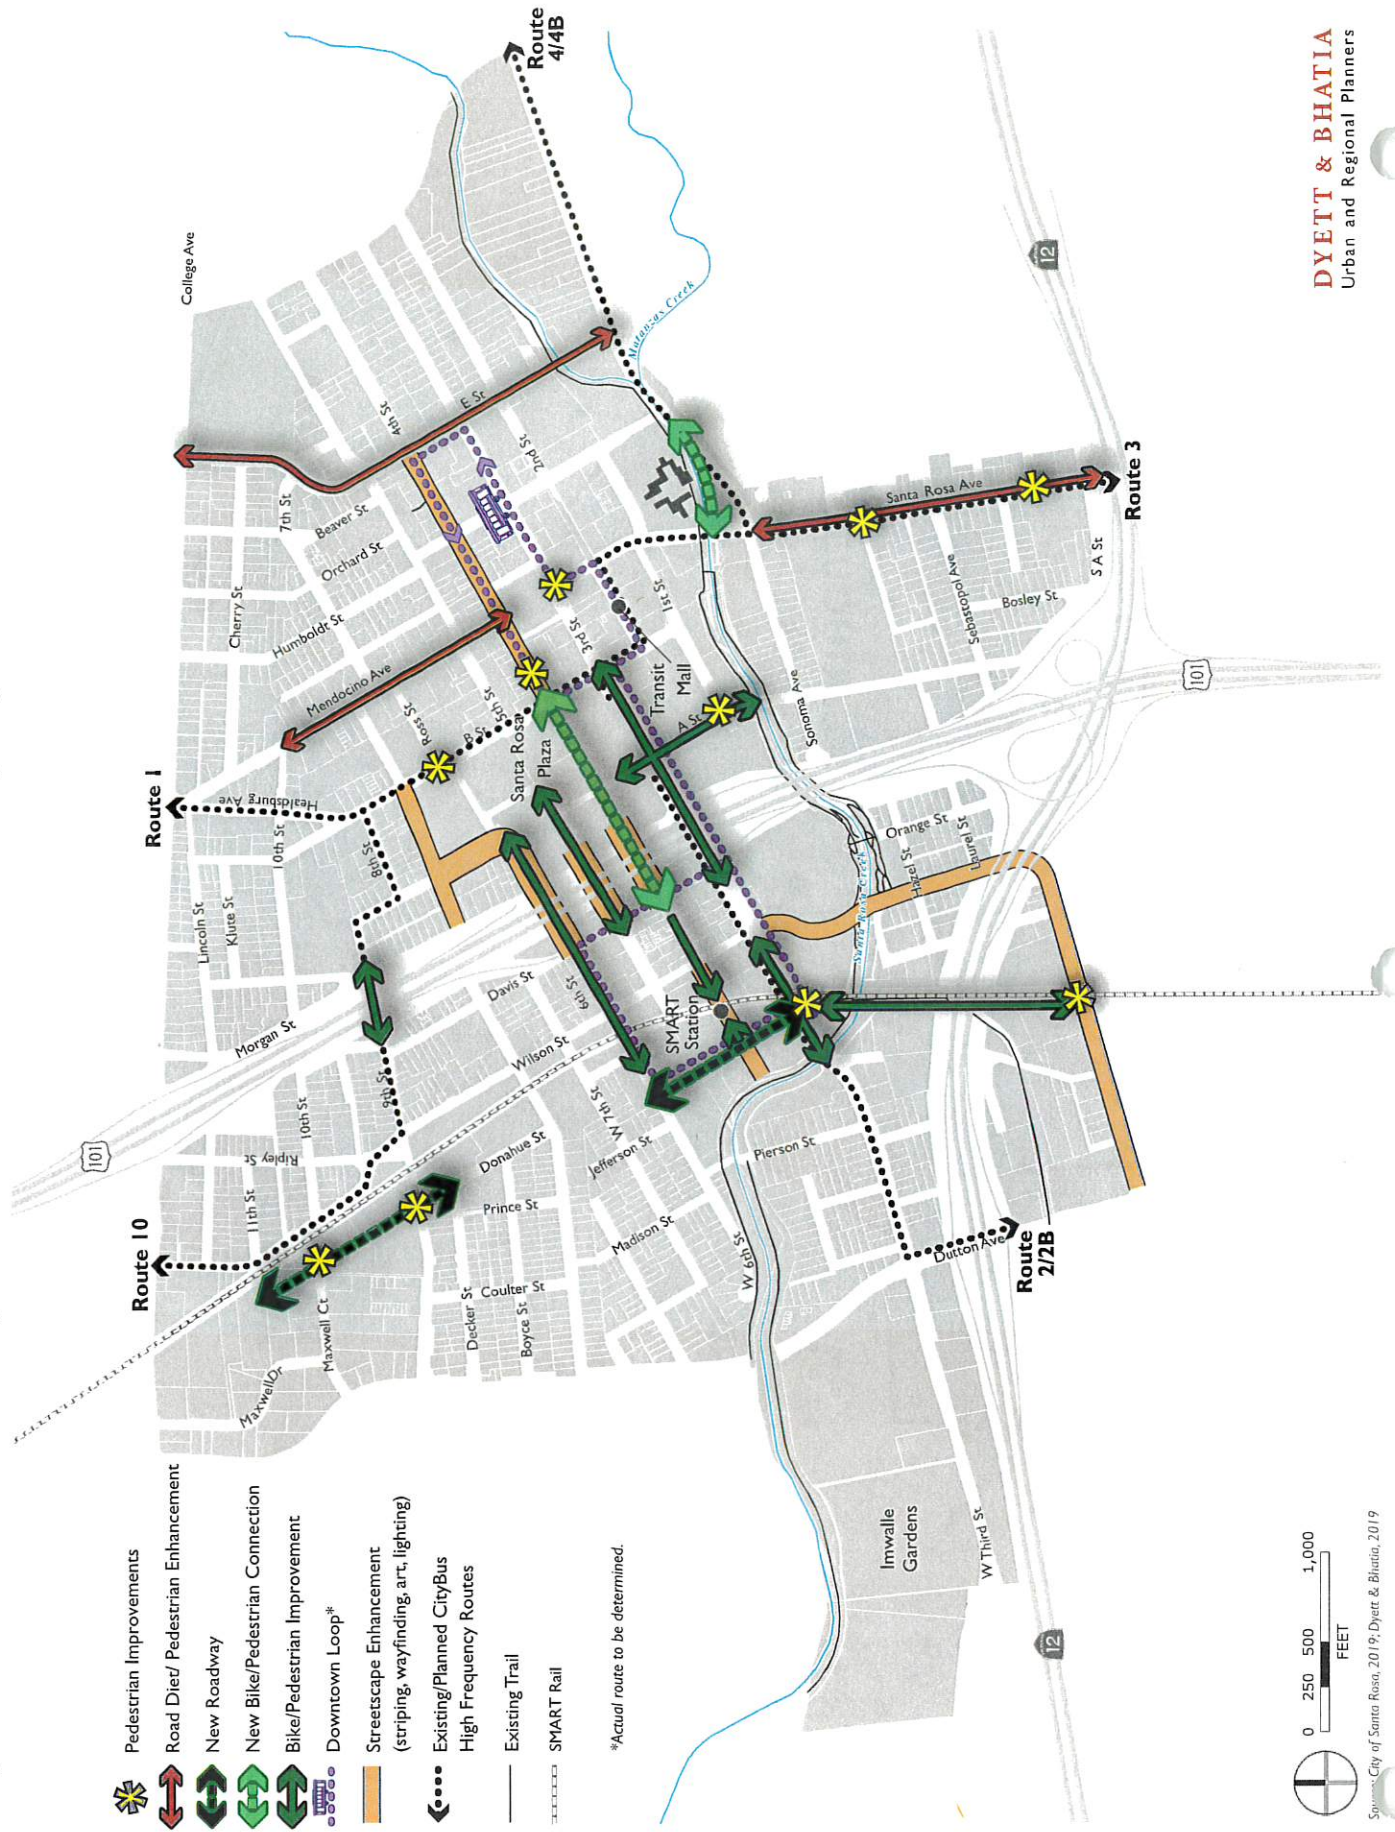 Pedestrian Improvements
Road Diet/ Pedestrian Enhancement
New Roadway
New Bike/Pedestrian Connection
Bike/Pedestrian Improvement
Downtown Loop*
Streetscape Enhancement
(striping, wayfinding, art, lighting)
Existing/Planned CityBus
High Frequency Routes
Existing Trail
SMART Rail
*Actual route to be determined.
0 250 500 1,000
FEET
City of Santa Rosa, 2019; Dyett & Bhatia, 2019
Route 10
Route 1
Route
4/4B
Route 3
Route
2/2B
101
101
12
12
College Ave
Lincoln St
Klute St
10th St
8th St
Healdsburg Ave
Cherry St
7th St
Beaver St
Orchard St
Humboldt St
Mendocino Ave
Ross St
B St
5th St
4th St
E St
2nd St
3rd St
1st St
Santa Rosa
Plaza
Transit
Mall
A St
Matanzas Creek
Santa Rosa Ave
Sebastopol Ave
Bosley St
S A St
Sonoma Ave
Orange St
Hazel St
Laurel St
Santa Rosa Creek
Morgan St
Davis St
6th St
Wilson St
SMART
Station
9th St
10th St
Ripley St
11th St
Donahue St
W 7th St
Jefferson St
Prince St
Madison St
Pierson St
W 6th St
Maxwell Ct
Maxwell Dr
Decker St
Coulter St
Boyce St
Dutton Ave
W Third St
Imwalle
Gardens
DYETT & BHATIA
Urban and Regional Planners